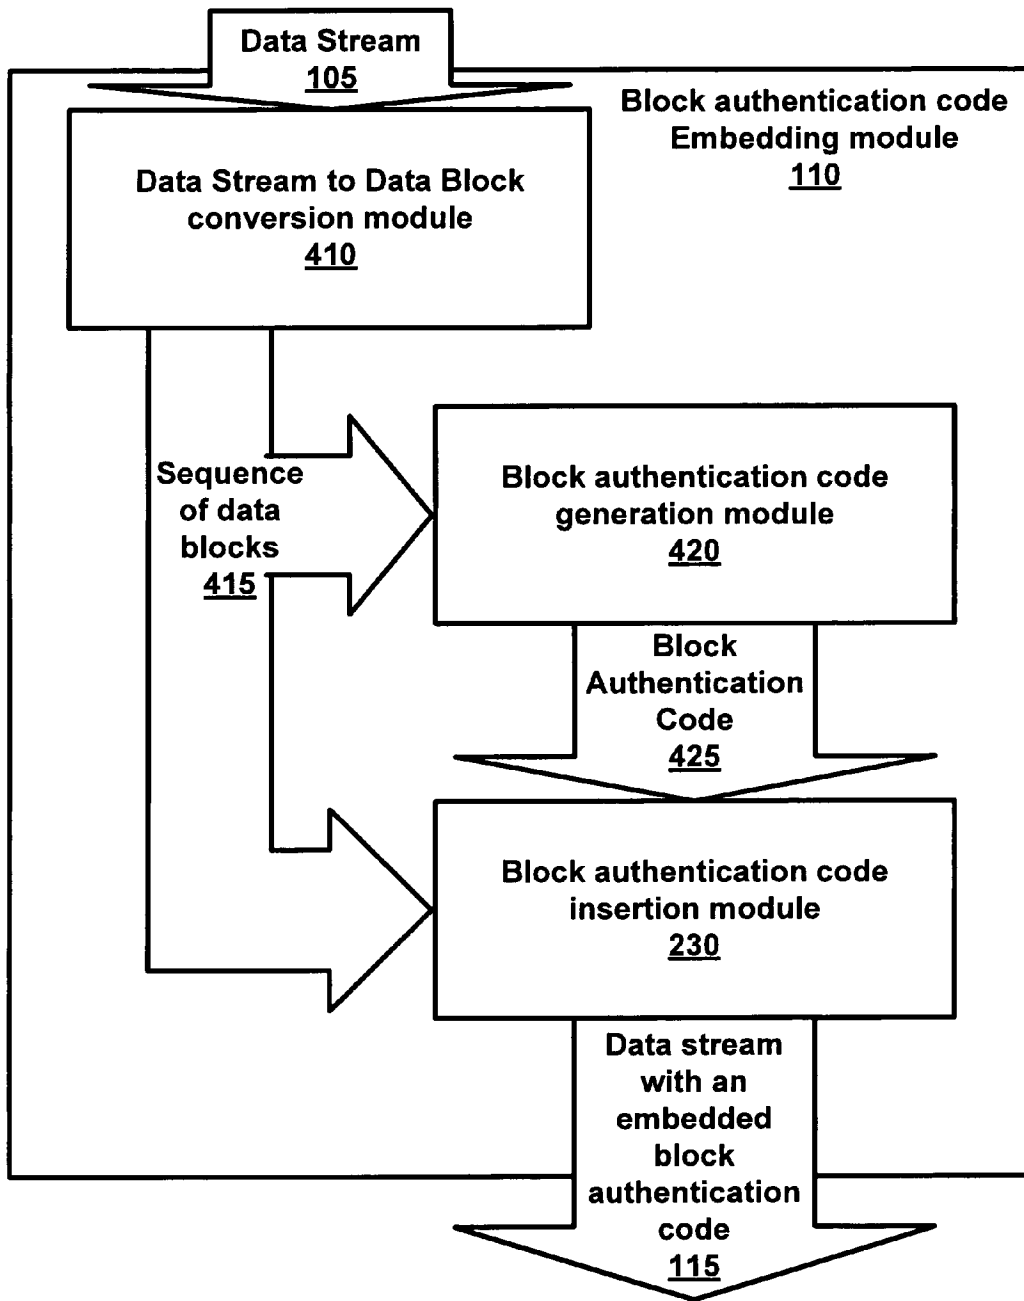 Data Stream
105
Block authentication code
Embedding module
110
Data Stream to Data Block
conversion module
410
Sequence
of data
blocks
415
Block authentication code
generation module
420
Block
Authentication
Code
425
Block authentication code
insertion module
230
Data stream
with an
embedded
block
authentication
code
115